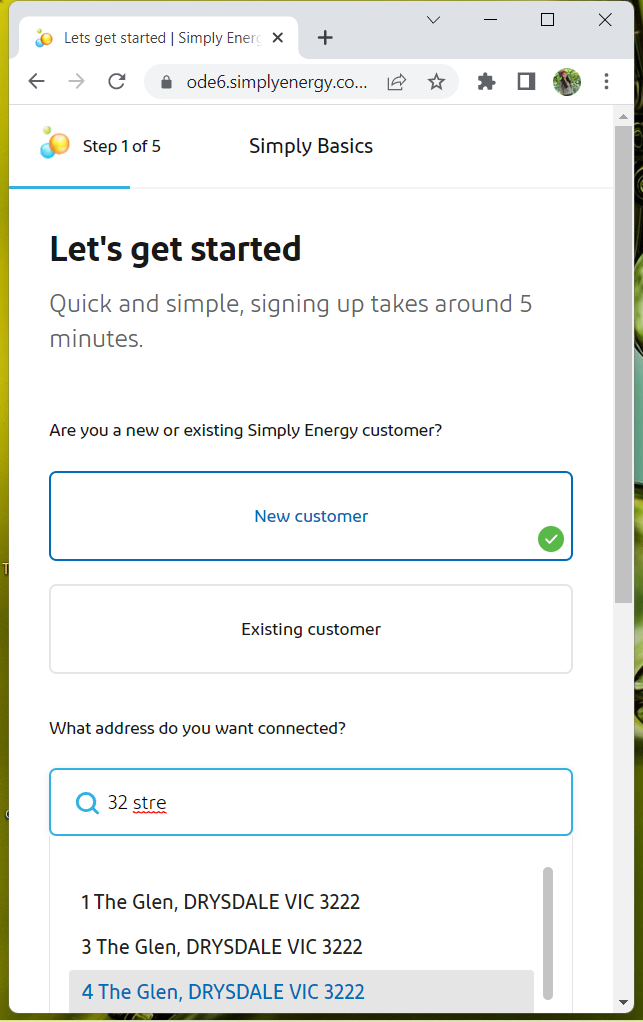 Lets get started | Simply Energ
ode6.simplyenergy.co...
Step 1 of 5
Simply Basics
Let's get started
Quick and simple, signing up takes around 5
minutes.
Are you a new or existing Simply Energy customer?
New customer
Existing customer
What address do you want connected?
32 stre
1 The Glen, DRYSDALE VIC 3222
3 The Glen, DRYSDALE VIC 3222
4 The Glen, DRYSDALE VIC 3222